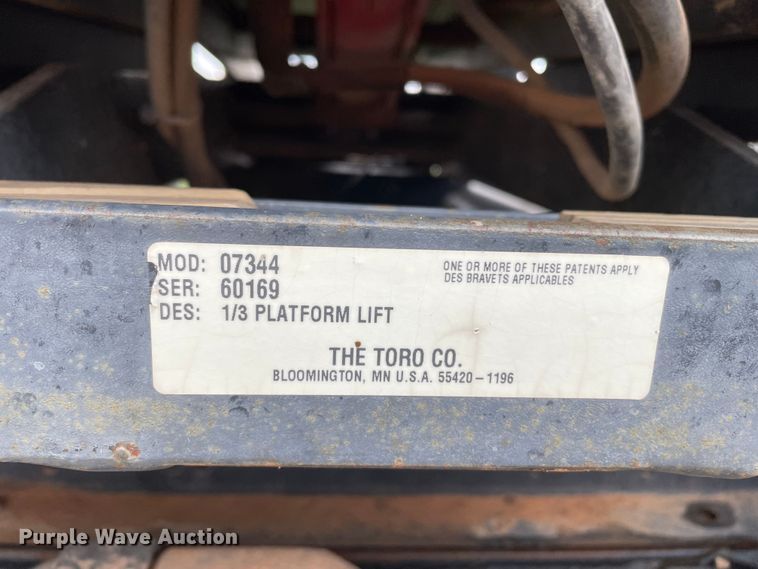 MOD: 07344
SER: 60169
DES: 1/3 PLATFORM LIFT
ONE OR MORE OF THESE PATENTS APPLY
DES BRAVETS APPLICABLES
THE TORO CO.
BLOOMINGTON, MN U.S.A. 55420-1196
Purple Wave Auction